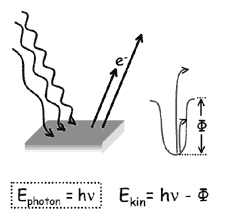 e⁻
Φ
E_photon = hν
E_kin = hν - Φ